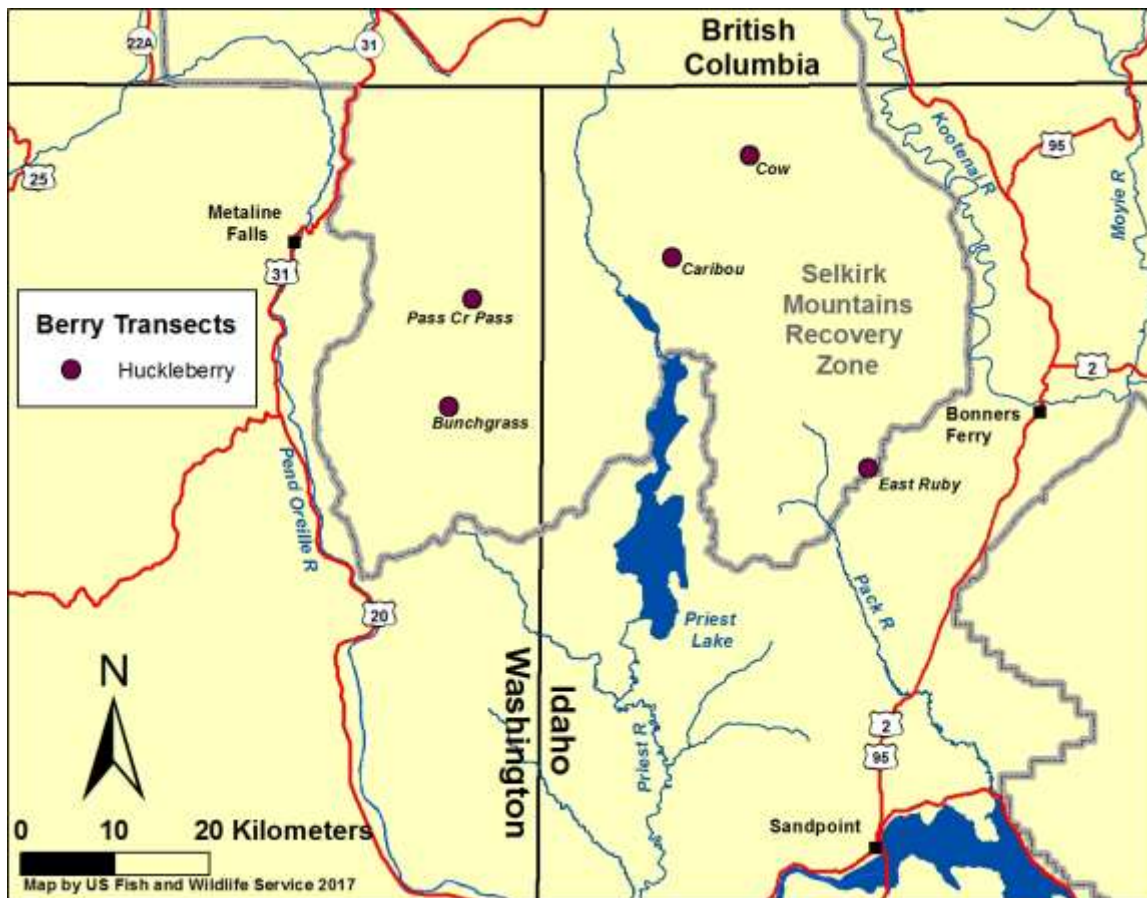 British
Columbia
22A
31
95
25
Kootenai R
Moyie R
Cow
Metaline
Falls
31
Caribou
Selkirk
Mountains
Recovery
Zone
Pass Cr Pass
Berry Transects
Huckleberry
2
Bunchgrass
Bonners
Ferry
East Ruby
Pend Oreille R
20
Pack R
Priest
Lake
N
Washington
Idaho
Priest R
2
95
Sandpoint
0 10 20 Kilometers
Map by US Fish and Wildlife Service 2017